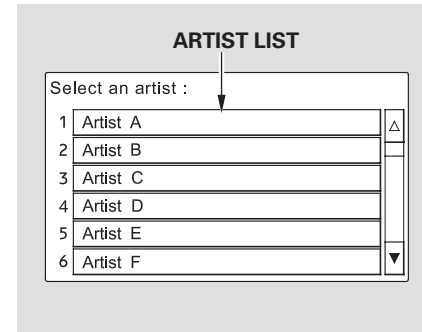 ARTIST LIST
Select an artist :
1 Artist A
2 Artist B
3 Artist C
4 Artist D
5 Artist E
6 Artist F